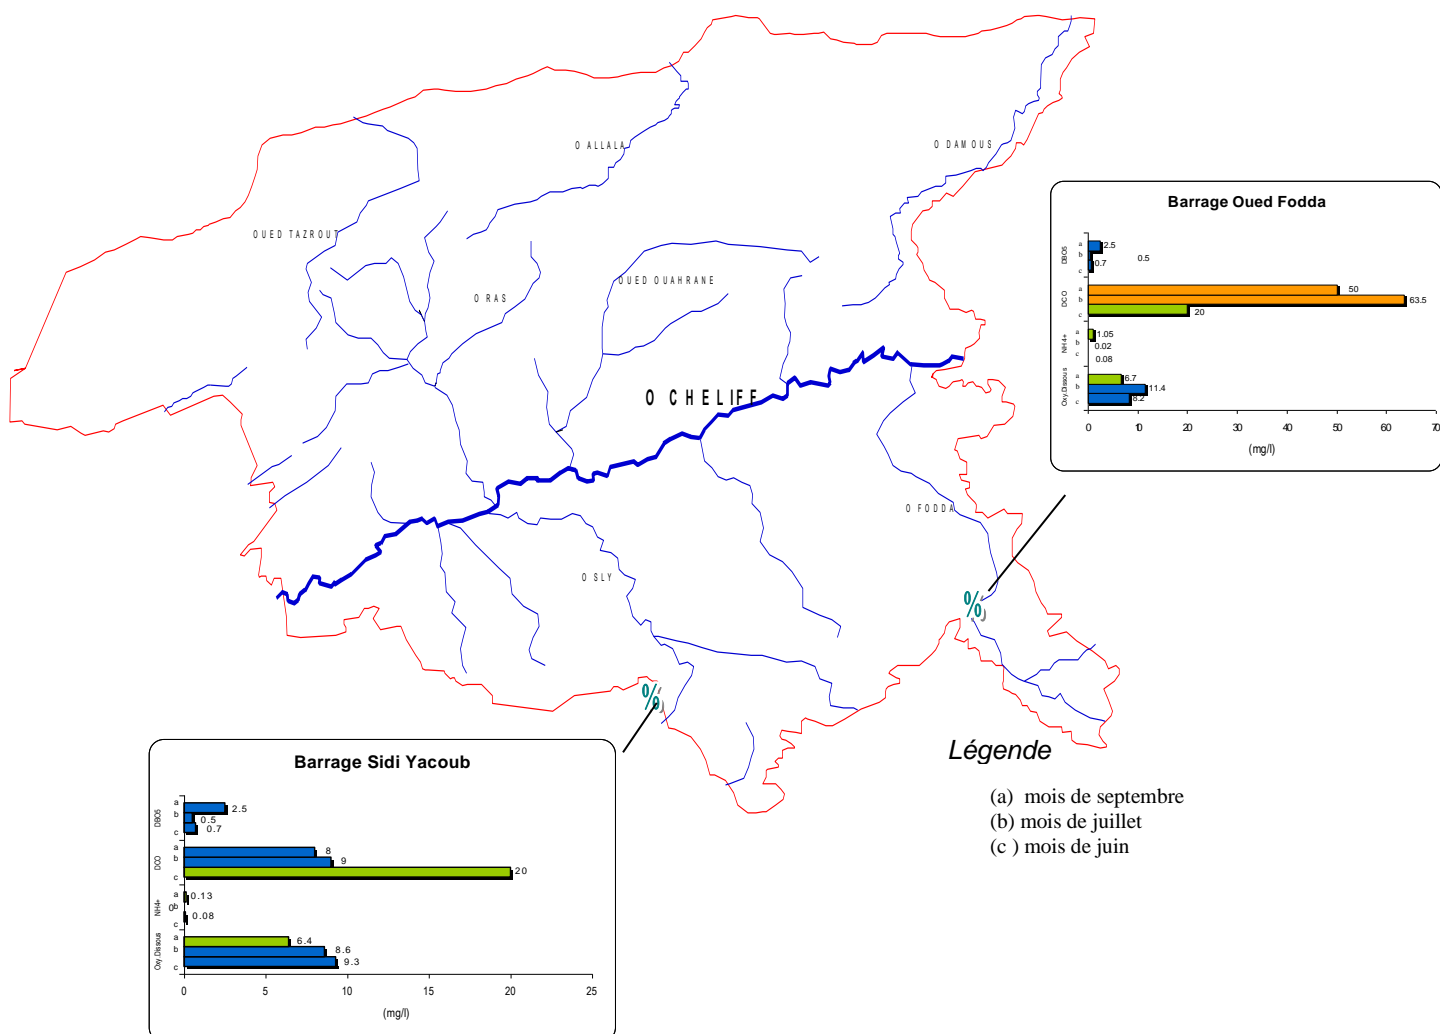 O ALLALA
O DAMOUS
OUED TAZROUT
O RAS
OUED OUAHRANE
O CHELIFF
O FODDA
O SLY
%
%
Barrage Oued Fodda
DBO5
a
b
c
2.5
0.5
0.7
DCO
a
b
c
50
63.5
20
NH4+
a
b
c
1.05
0.02
0.08
Oxy.Dissous
a
b
c
6.7
11.4
8.2
0 10 20 30 40 50 60 70
(mg/l)
Barrage Sidi Yacoub
DBO5
a
b
c
2.5
0.5
0.7
DCO
a
b
c
8
9
20
NH4+
a
b
c
0.13
0
0.08
Oxy.Dissous
a
b
c
6.4
8.6
9.3
0 5 10 15 20 25
(mg/l)
Légende
(a) mois de septembre
(b) mois de juillet
(c ) mois de juin